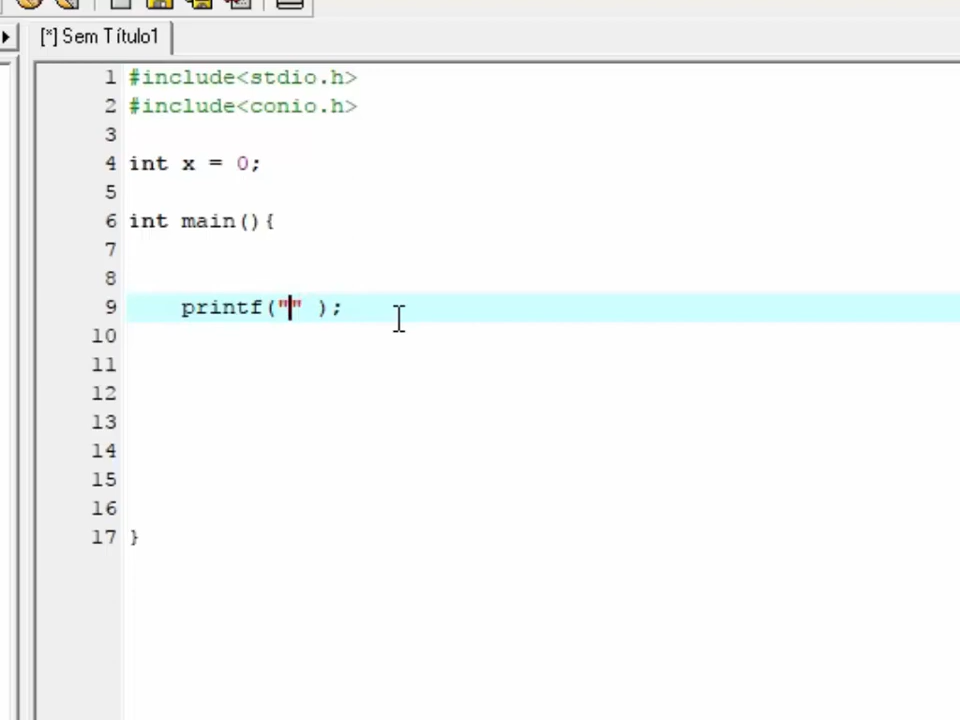 [*] Sem Título1
1 #include<stdio.h>
2 #include<conio.h>
3
4 int x = 0;
5
6 int main(){
7
8
9 printf("" );
10
11
12
13
14
15
16
17 }